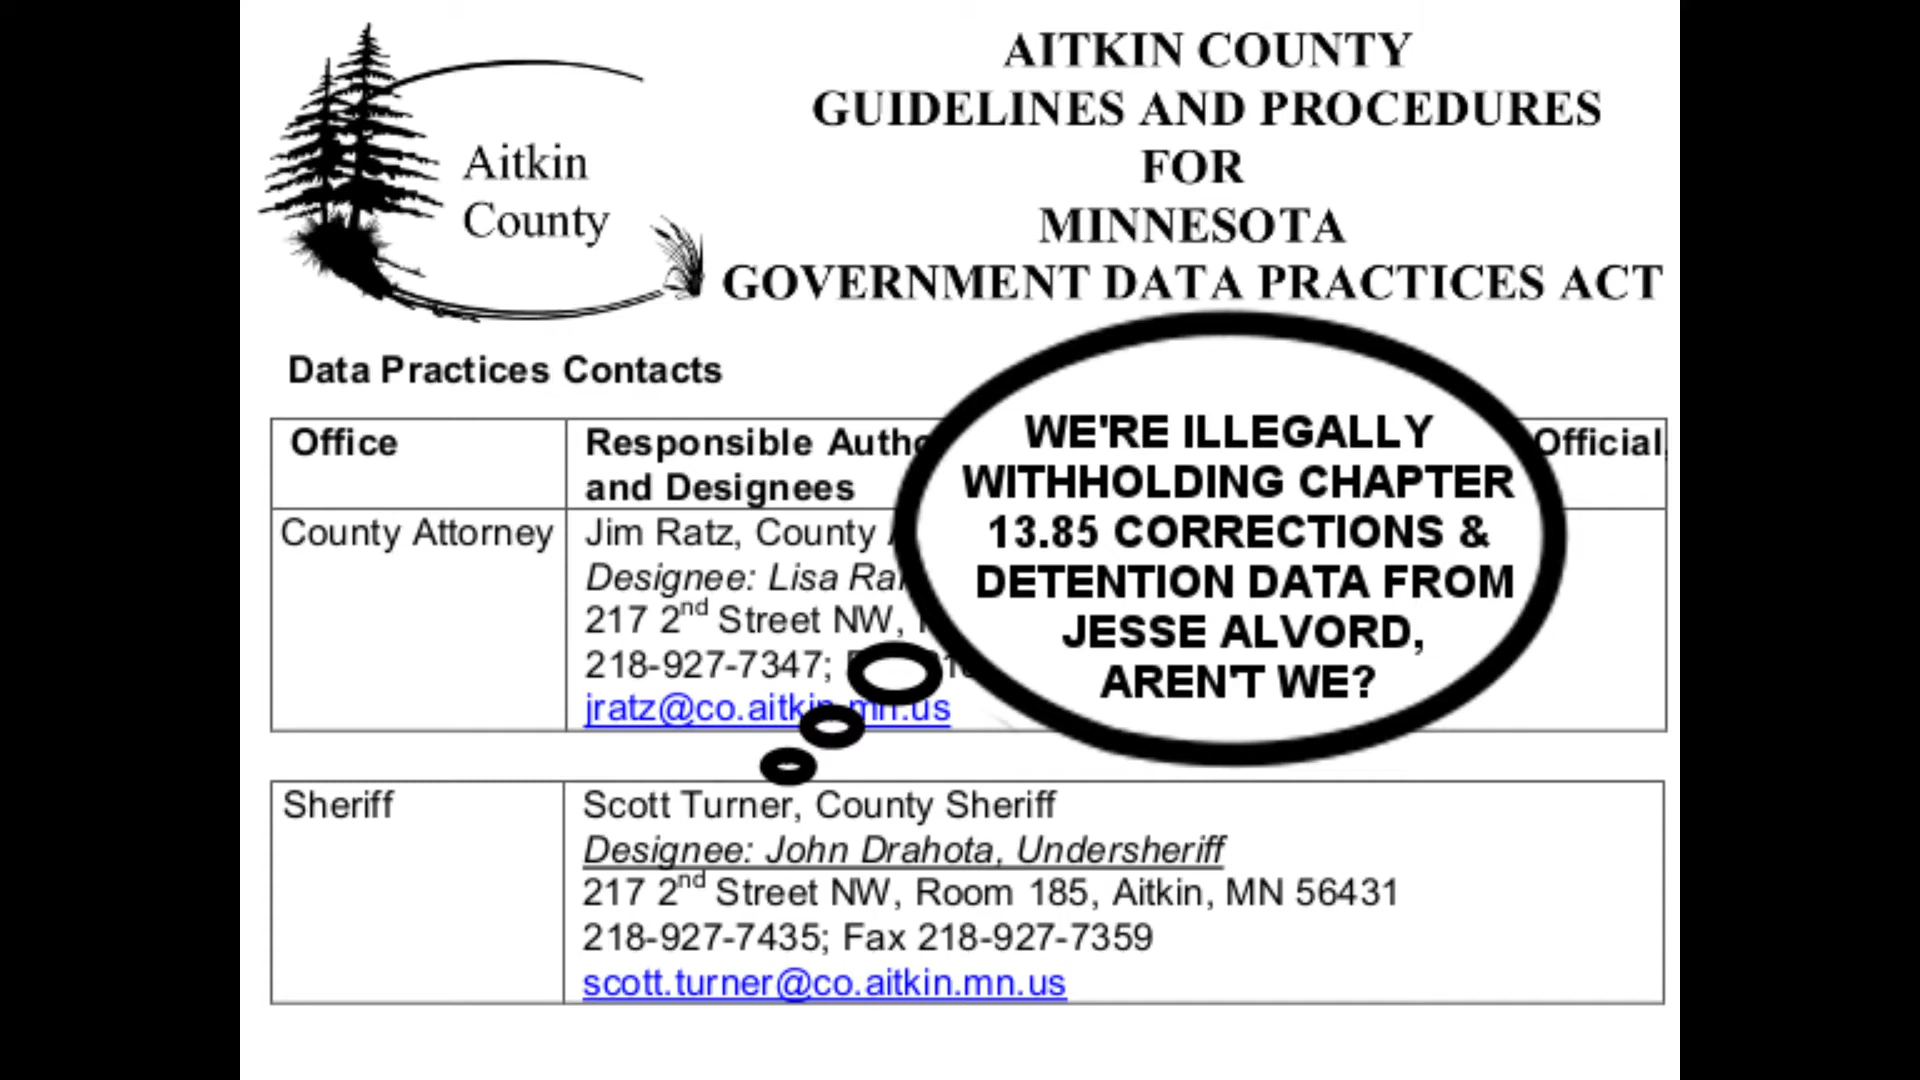 Aitkin
County
AITKIN COUNTY
GUIDELINES AND PROCEDURES
FOR
MINNESOTA
GOVERNMENT DATA PRACTICES ACT
Data Practices Contacts
Office
Responsible
and Designees
Official,
County Attorney
Jim Ratz, County
Designee: Lisa
217 2nd Street NW,
218-927-7347;
jratz@co.aitkin.mn.us
WE'RE ILLEGALLY
WITHHOLDING CHAPTER
13.85 CORRECTIONS &
DETENTION DATA FROM
JESSE ALVORD,
AREN'T WE?
Sheriff
Scott Turner, County Sheriff
Designee: John Drahota, Undersheriff
217 2nd Street NW, Room 185, Aitkin, MN 56431
218-927-7435; Fax 218-927-7359
scott.turner@co.aitkin.mn.us